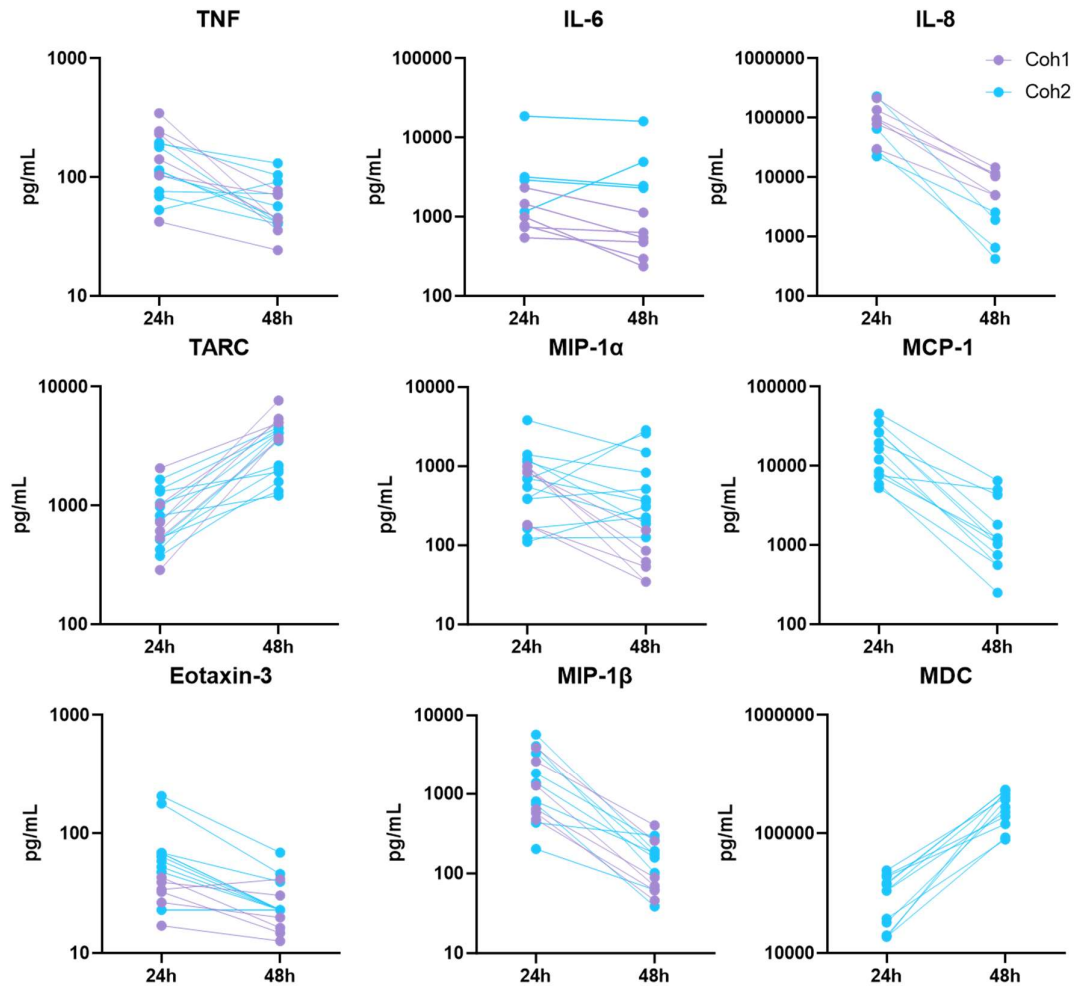 TNF
1000
100
10
pg/mL
24h
48h
IL-6
100000
10000
1000
100
pg/mL
24h
48h
IL-8
1000000
100000
10000
1000
100
pg/mL
24h
48h
Coh1
Coh2
TARC
10000
1000
100
pg/mL
24h
48h
MIP-1α
10000
1000
100
10
pg/mL
24h
48h
MCP-1
100000
10000
1000
100
pg/mL
24h
48h
Eotaxin-3
1000
100
10
pg/mL
24h
48h
MIP-1β
10000
1000
100
10
pg/mL
24h
48h
MDC
1000000
100000
10000
pg/mL
24h
48h